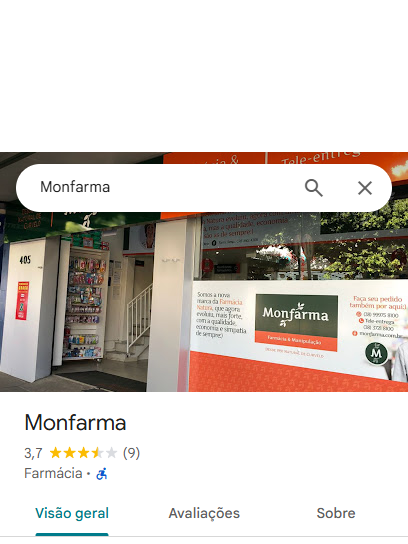 Tele-entrega
Monfarma
405
Somos a nova
marca da Farmácia
que agora
evoluiu, mais forte,
com a qualidade,
economia e simpatia
de sempre!
Monfarma
Farmácia & Manipulação
Faça seu pedido
também por aqui:
Tele-entrega
M
Monfarma
3,7 (9)
Farmácia ·
Visão geral
Avaliações
Sobre